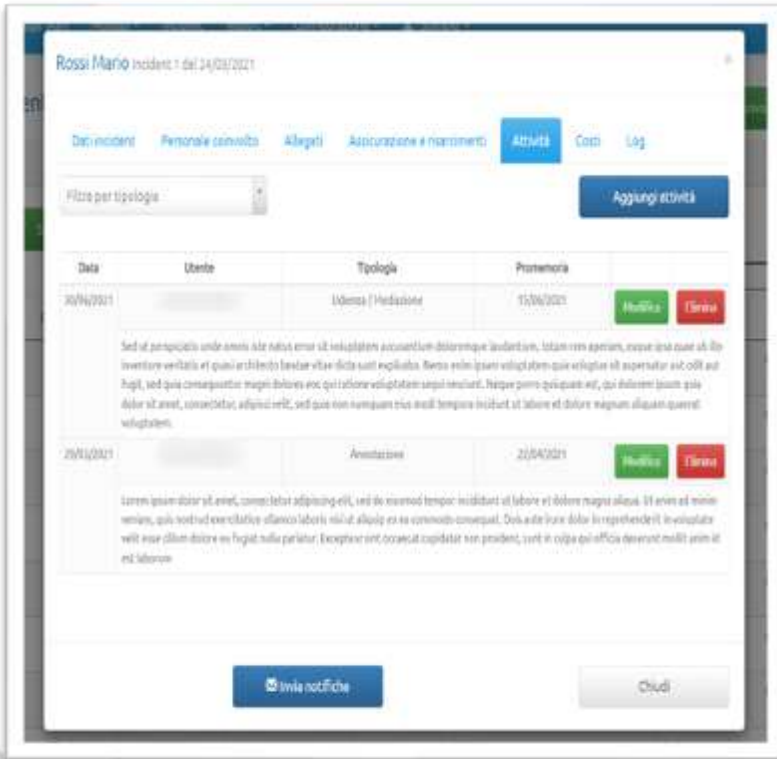 Rossi Mario Incident 1 del 24/03/2021
×
Dati incident Personale coinvolto Allegati Assicurazione e risarcimenti Attività Costi Log
Filtra per tipologia
Aggiungi attività
Data Utente Tipologia Promemoria
30/06/2021 Udienza / Mediazione 15/06/2021 Modifica Elimina
Sed ut perspiciatis unde omnis iste natus error sit voluptatem accusantium doloremque laudantium, totam rem aperiam, eaque ipsa quae ab illo
inventore veritatis et quasi architecto beatae vitae dicta sunt explicabo. Nemo enim ipsam voluptatem quia voluptas sit aspernatur aut odit aut
fugit, sed quia consequuntur magni dolores eos qui ratione voluptatem sequi nesciunt. Neque porro quisquam est, qui dolorem ipsum quia
dolor sit amet, consectetur, adipisci velit, sed quia non numquam eius modi tempora incidunt ut labore et dolore magnam aliquam quaerat
voluptatem.
Annotazione 22/04/2021 Modifica Elimina
Lorem ipsum dolor sit amet, consectetur adipiscing elit, sed do eiusmod tempor incididunt ut labore et dolore magna aliqua. Ut enim ad minim
veniam, quis nostrud exercitation ullamco laboris nisi ut aliquip ex ea commodo consequat. Duis aute irure dolor in reprehenderit in voluptate
velit esse cillum dolore eu fugiat nulla pariatur. Excepteur sint occaecat cupidatat non proident, sunt in culpa qui officia deserunt mollit anim id
est laborum
Invia notifiche Chiudi